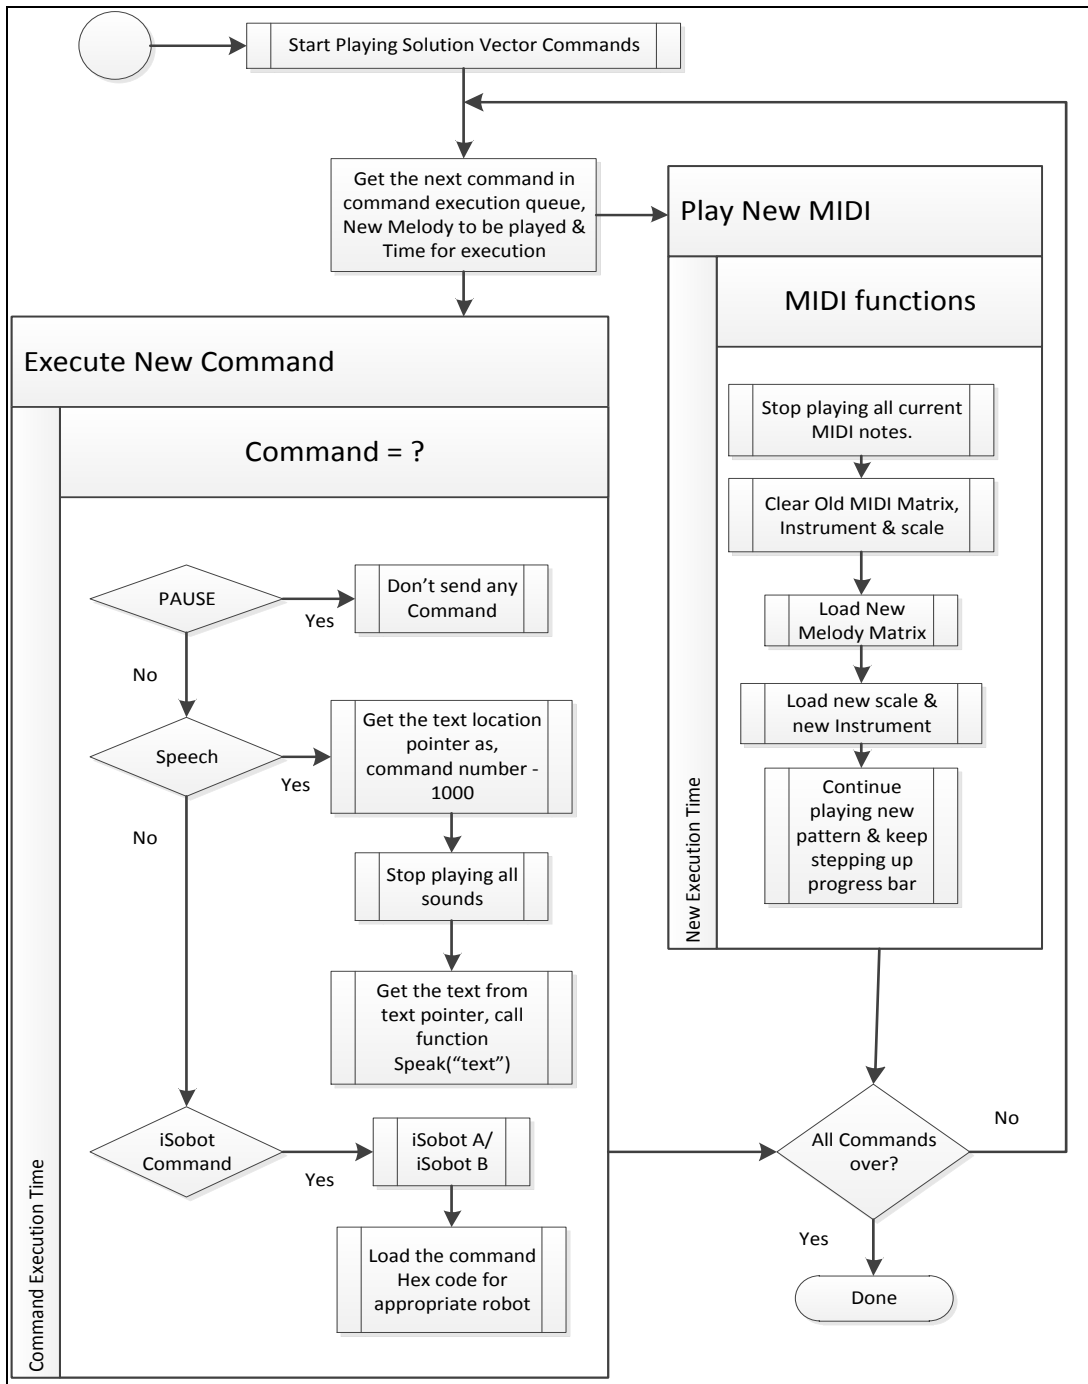 Start Playing Solution Vector Commands
Get the next command in
command execution queue,
New Melody to be played &
Time for execution
Play New MIDI
MIDI functions
Stop playing all current
MIDI notes.
Clear Old MIDI Matrix,
Instrument & scale
Load New
Melody Matrix
Load new scale &
new Instrument
Continue
playing new
pattern & keep
stepping up
progress bar
New Execution Time
Execute New Command
Command = ?
PAUSE
Yes
Don’t send any
Command
No
Speech
Yes
Get the text location
pointer as,
command number -
1000
No
Stop playing all
sounds
Get the text from
text pointer, call
function
Speak(“text”)
iSobot
Command
Yes
iSobot A/
iSobot B
Load the command
Hex code for
appropriate robot
Command Execution Time
All Commands
over?
No
Yes
Done